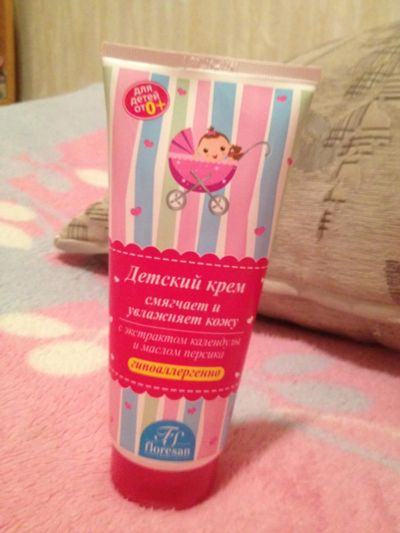 для
детей
от 0+
Детский крем
смягчает и
увлажняет кожу
с экстрактом календулы
и маслом персика
гипоаллергенно
floresan